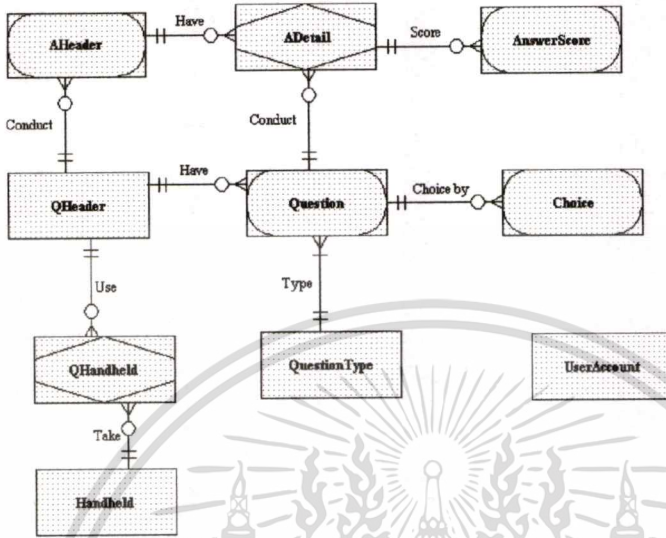 Have
AHeader
ADetail
Score
AnswerScore
Conduct
Conduct
Have
QHeader
Question
Choice by
Choice
Use
Type
QHandheld
QuestionType
UserAccount
Take
Handheld